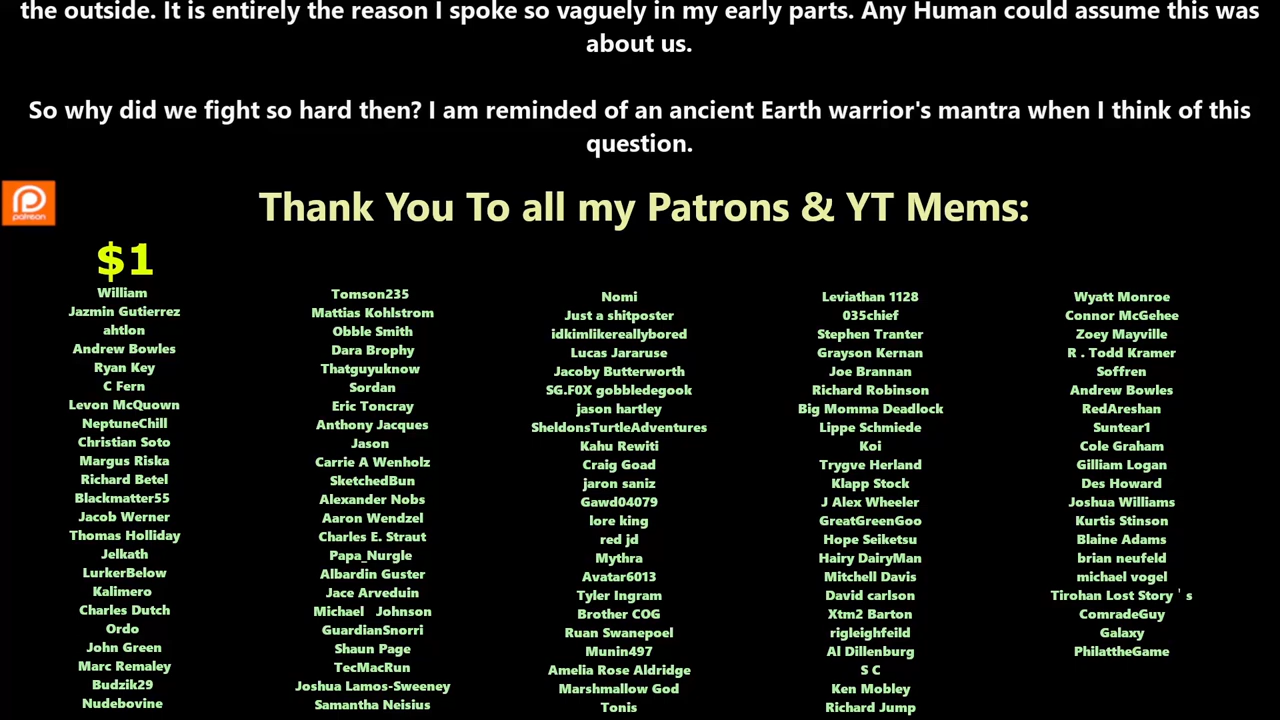 the outside. It is entirely the reason I spoke so vaguely in my early parts. Any Human could assume this was
about us.
So why did we fight so hard then? I am reminded of an ancient Earth warrior's mantra when I think of this
question.
patreon
Thank You To all my Patrons & YT Mems:
$1
William
Jazmin Gutierrez
ahtlon
Andrew Bowles
Ryan Key
C Fern
Levon McQuown
NeptuneChill
Christian Soto
Margus Riska
Richard Betel
Blackmatter55
Jacob Werner
Thomas Holliday
Jelkath
LurkerBelow
Kalimero
Charles Dutch
Ordo
John Green
Marc Remaley
Budzik29
Nudebovine
Tomson235
Mattias Kohlstrom
Obble Smith
Dara Brophy
Thatguyuknow
Sordan
Eric Toncray
Anthony Jacques
Jason
Carrie A Wenholz
SketchedBun
Alexander Nobs
Aaron Wendzel
Charles E. Straut
Papa_Nurgle
Albardin Guster
Jace Arveduin
Michael Johnson
GuardianSnorri
Shaun Page
TecMacRun
Joshua Lamos-Sweeney
Samantha Neisius
Nomi
Just a shitposter
idkimlikereallybored
Lucas Jararuse
Jacoby Butterworth
SG.F0X gobbledegook
jason hartley
SheldonsTurtleAdventures
Kahu Rewiti
Craig Goad
jaron saniz
Gawd04079
lore king
red jd
Mythra
Avatar6013
Tyler Ingram
Brother COG
Ruan Swanepoel
Munin497
Amelia Rose Aldridge
Marshmallow God
Tonis
Leviathan 1128
035chief
Stephen Tranter
Grayson Kernan
Joe Brannan
Richard Robinson
Big Momma Deadlock
Lippe Schmiede
Koi
Trygve Herland
Klapp Stock
J Alex Wheeler
GreatGreenGoo
Hope Seiketsu
Hairy DairyMan
Mitchell Davis
David carlson
Xtm2 Barton
rigleighfeild
Al Dillenburg
S C
Ken Mobley
Richard Jump
Wyatt Monroe
Connor McGehee
Zoey Mayville
R . Todd Kramer
Soffren
Andrew Bowles
RedAreshan
Suntear1
Cole Graham
Gilliam Logan
Des Howard
Joshua Williams
Kurtis Stinson
Blaine Adams
brian neufeld
michael vogel
Tirohan Lost Story ' s
ComradeGuy
Galaxy
PhilattheGame